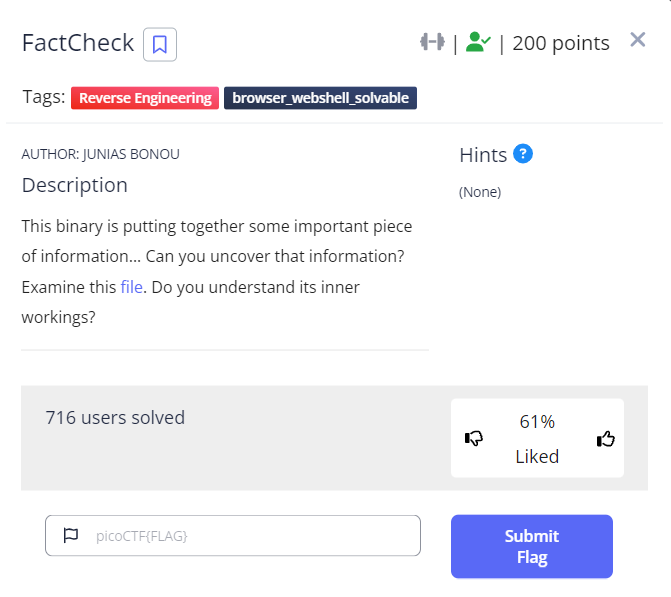 FactCheck
| | 200 points
Tags: Reverse Engineering browser_webshell_solvable
AUTHOR: JUNIAS BONOU
Description
This binary is putting together some important piece
of information... Can you uncover that information?
Examine this file. Do you understand its inner
workings?
Hints ?
(None)
716 users solved
61%
Liked
picoCTF{FLAG}
Submit
Flag